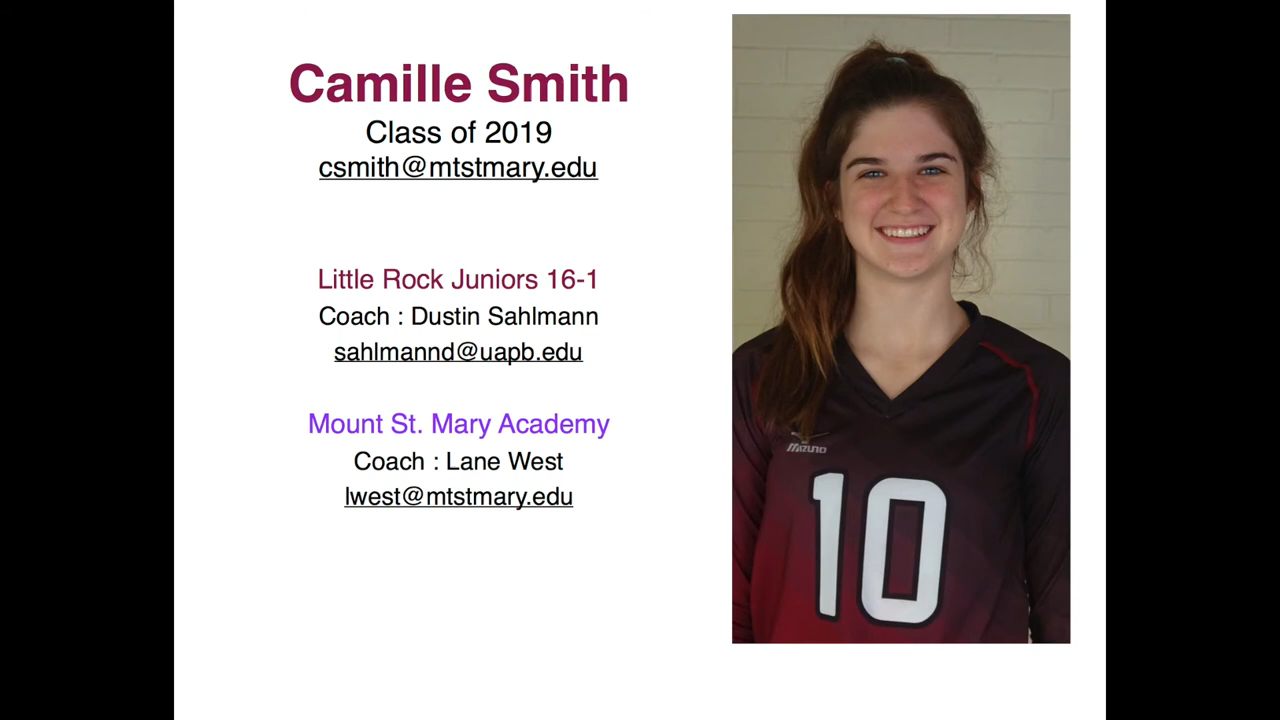 Camille Smith
Class of 2019
csmith@mtstmary.edu
Little Rock Juniors 16-1
Coach : Dustin Sahlmann
sahlmannd@uapb.edu
Mount St. Mary Academy
Coach : Lane West
lwest@mtstmary.edu
MIZUNO
10